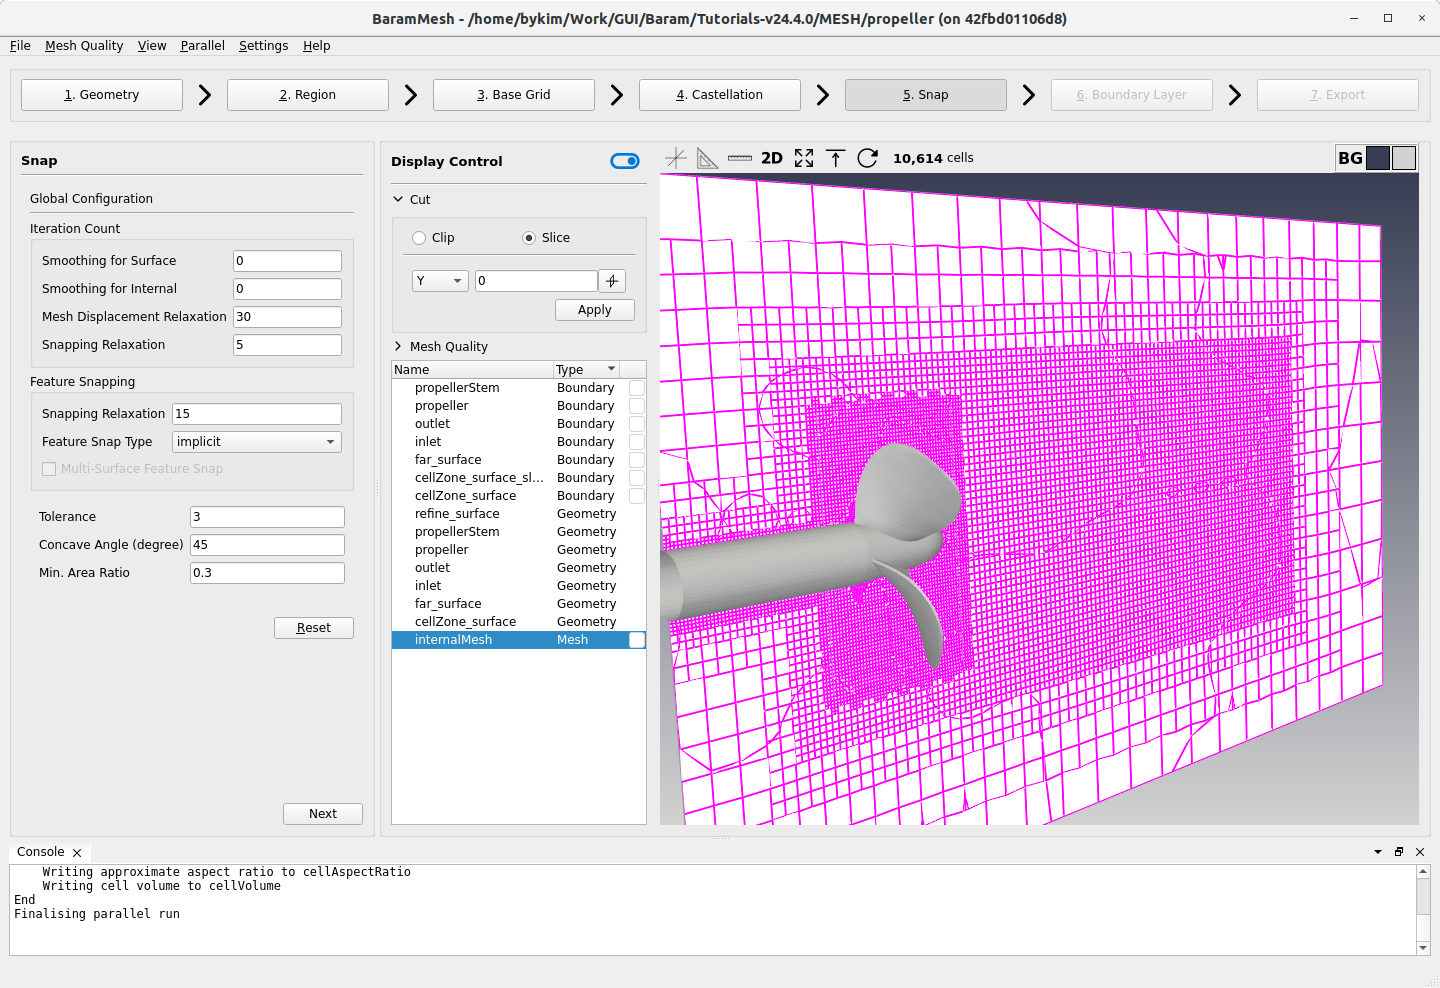 BaramMesh - /home/bykim/Work/GUI/Baram/Tutorials-v24.4.0/MESH/propeller (on 42fbd01106d8)
File Mesh Quality View Parallel Settings Help
1. Geometry 2. Region 3. Base Grid 4. Castellation 5. Snap 6. Boundary Layer 7. Export
Snap
Global Configuration
Iteration Count
Smoothing for Surface 0
Smoothing for Internal 0
Mesh Displacement Relaxation 30
Snapping Relaxation 5
Feature Snapping
Snapping Relaxation 15
Feature Snap Type implicit
Multi-Surface Feature Snap
Tolerance 3
Concave Angle (degree) 45
Min. Area Ratio 0.3
Reset
Next
Display Control
Cut
Clip Slice
Y 0
Apply
Mesh Quality
Name Type
propellerStem Boundary
propeller Boundary
outlet Boundary
inlet Boundary
far_surface Boundary
cellZone_surface_sl... Boundary
cellZone_surface Boundary
refine_surface Geometry
propellerStem Geometry
propeller Geometry
outlet Geometry
inlet Geometry
far_surface Geometry
cellZone_surface Geometry
internalMesh Mesh
2D 10,614 cells BG
Console
Writing approximate aspect ratio to cellAspectRatio
Writing cell volume to cellVolume
End
Finalising parallel run